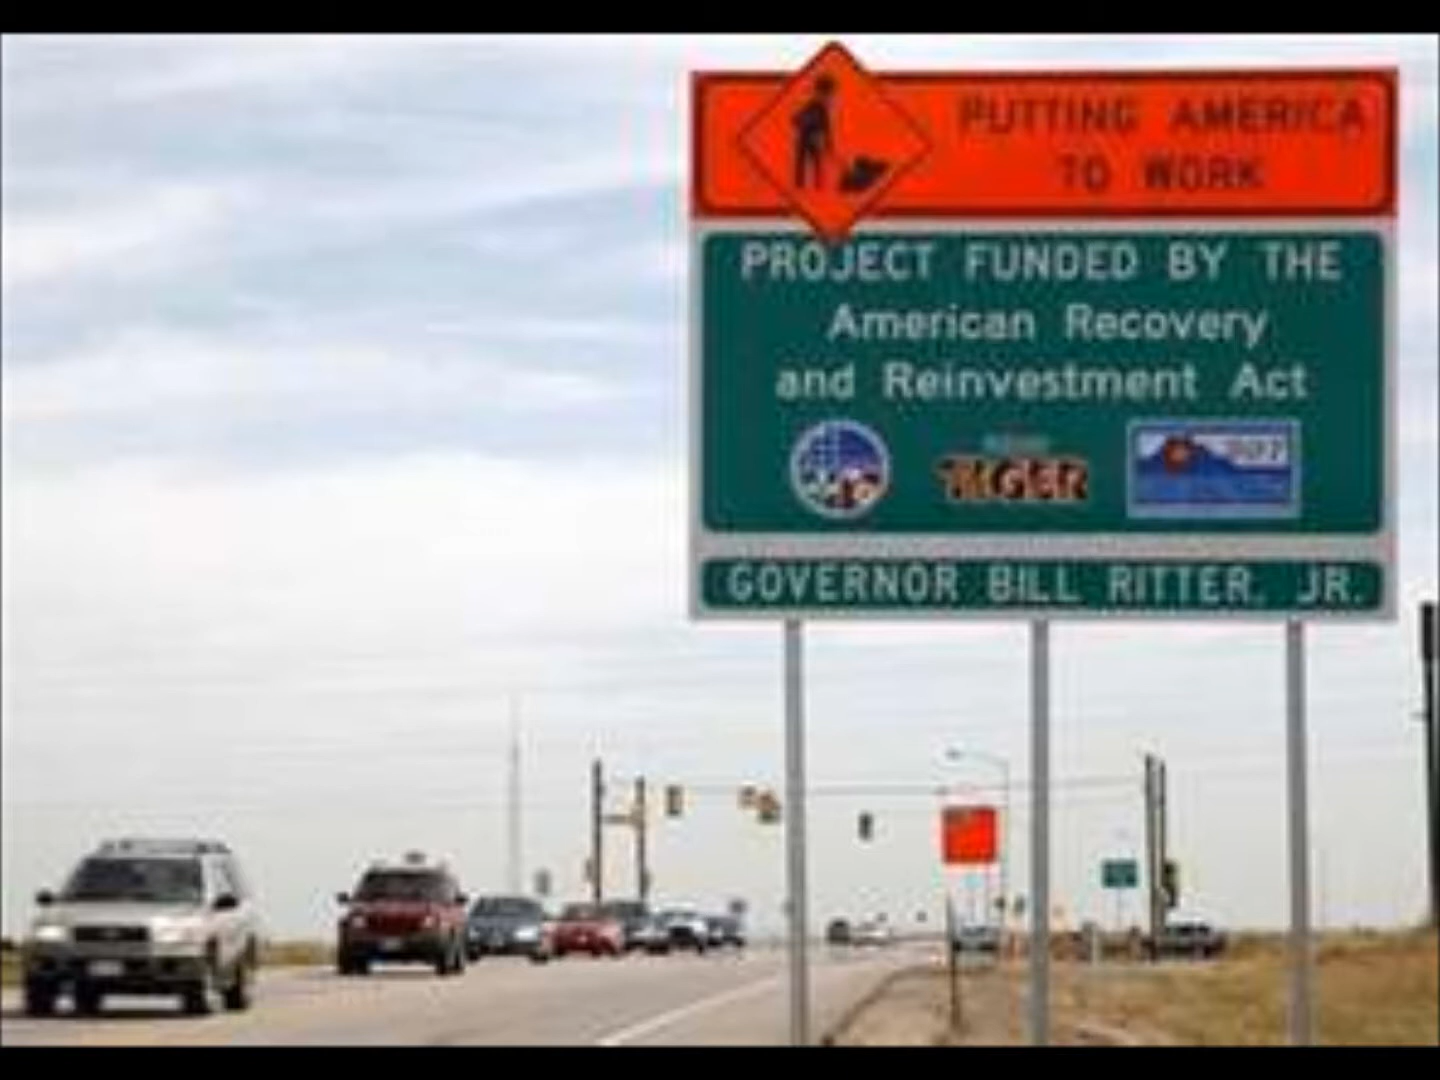 PUTTING AMERICA
TO WORK
PROJECT FUNDED BY THE
American Recovery
and Reinvestment Act
TIGER
GOVERNOR BILL RITTER, JR.